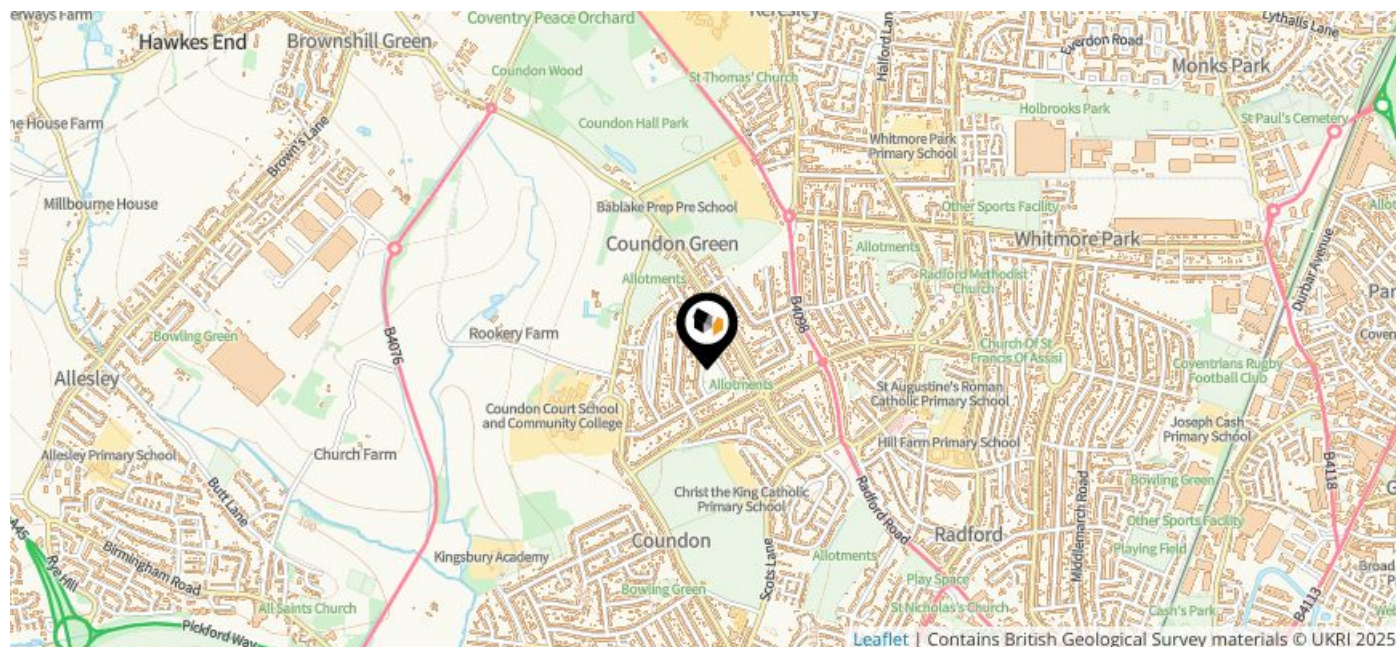 erways Farm
Hawkes End
Brownshill Green
Coventry Peace Orchard
Keresley
Halford Lane
Everdon Road
Lythalls Lane
Monks Park
Coundon Wood
St Thomas' Church
Holbrooks Park
St Paul's Cemetery
100
ne House Farm
Coundon Hall Park
Brown's Lane
Whitmore Park
Primary School
Millbourne House
Bablake Prep Pre School
Other Sports Facility
Coundon Green
Allotments
Whitmore Park
110
Allotments
Radford Methodist
Church
Durbar Avenue
B4098
B4076
Rookery Farm
Bowling Green
Church Of St
Francis Of Assisi
Coventrians Rugby
Football Club
Allesley
Allotments
St Augustine's Roman
Catholic Primary School
Coundon Court School
and Community College
Joseph Cash
Primary School
Hill Farm Primary School
Allesley Primary School
Church Farm
Butt Lane
Christ the King Catholic
Primary School
Radford Road
Middlemarch Road
B4118
Bowling Green
100
A45
Rye Hill
Birmingham Road
Kingsbury Academy
Coundon
Scots Lane
Radford
Other Sports Facility
Playing Field
Allotments
Bowling Green
Play Space
All Saints Church
St Nicholas's Church
Cash's Park
B4113
Broad
Pickford Way
Leaflet | Contains British Geological Survey materials © UKRI 2025